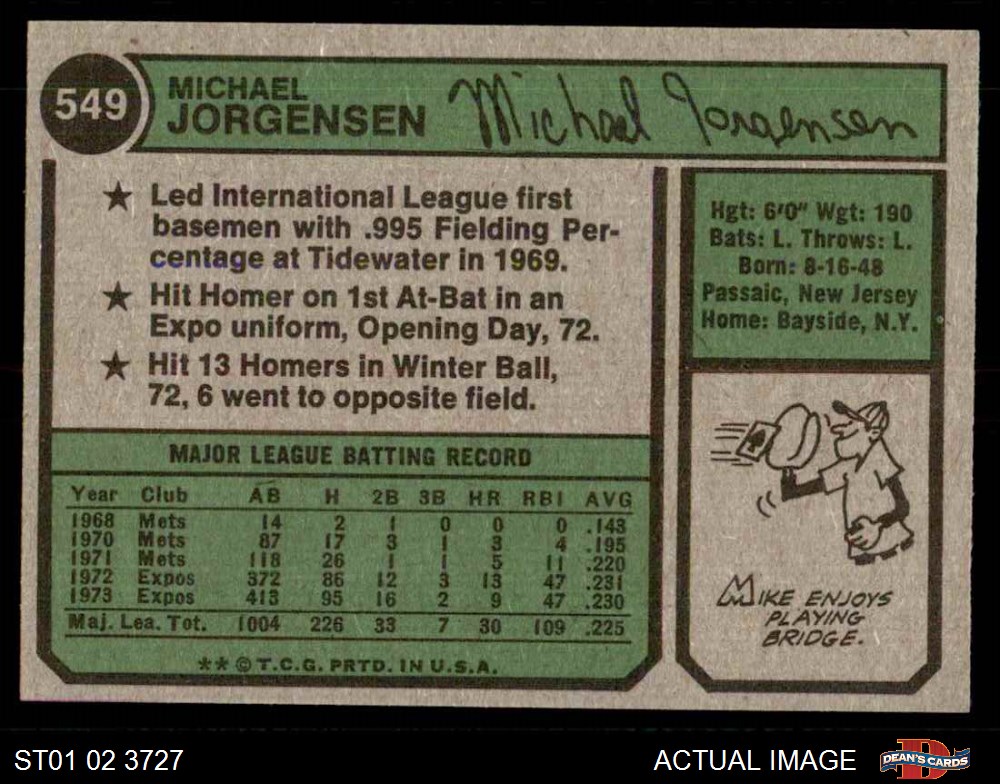 549
MICHAEL
JORGENSEN
Michael Jorgensen
★ Led International League first
basemen with .995 Fielding Per-
centage at Tidewater in 1969.
★ Hit Homer on 1st At-Bat in an
Expo uniform, Opening Day, 72.
★ Hit 13 Homers in Winter Ball,
72, 6 went to opposite field.
Hgt: 6'0" Wgt: 190
Bats: L. Throws: L.
Born: 8-16-48
Passaic, New Jersey
Home: Bayside, N.Y.
MAJOR LEAGUE BATTING RECORD
Year Club AB H 2B 3B HR RBI AVG
1968 Mets 14 2 1 0 0 0 .143
1970 Mets 87 17 3 1 3 4 .195
1971 Mets 118 26 1 1 5 11 .220
1972 Expos 372 86 12 3 13 47 .231
1973 Expos 413 95 16 2 9 47 .230
Maj. Lea. Tot. 1004 226 33 7 30 109 .225
**© T.C.G. PRTD. IN U.S.A.
MIKE ENJOYS
PLAYING
BRIDGE.
ST01 02 3727
ACTUAL IMAGE
D
DEAN'S CARDS